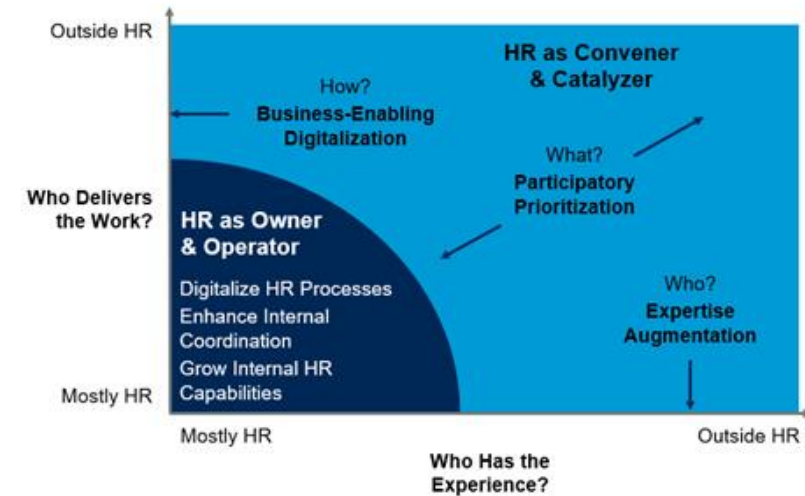 Outside HR
HR as Convener
& Catalyzer
How?
Business-Enabling
Digitalization
What?
Participatory
Prioritization
Who Delivers
the Work?
HR as Owner
& Operator
Digitalize HR Processes
Enhance Internal
Coordination
Grow Internal HR
Capabilities
Who?
Expertise
Augmentation
Mostly HR
Mostly HR
Outside HR
Who Has the
Experience?